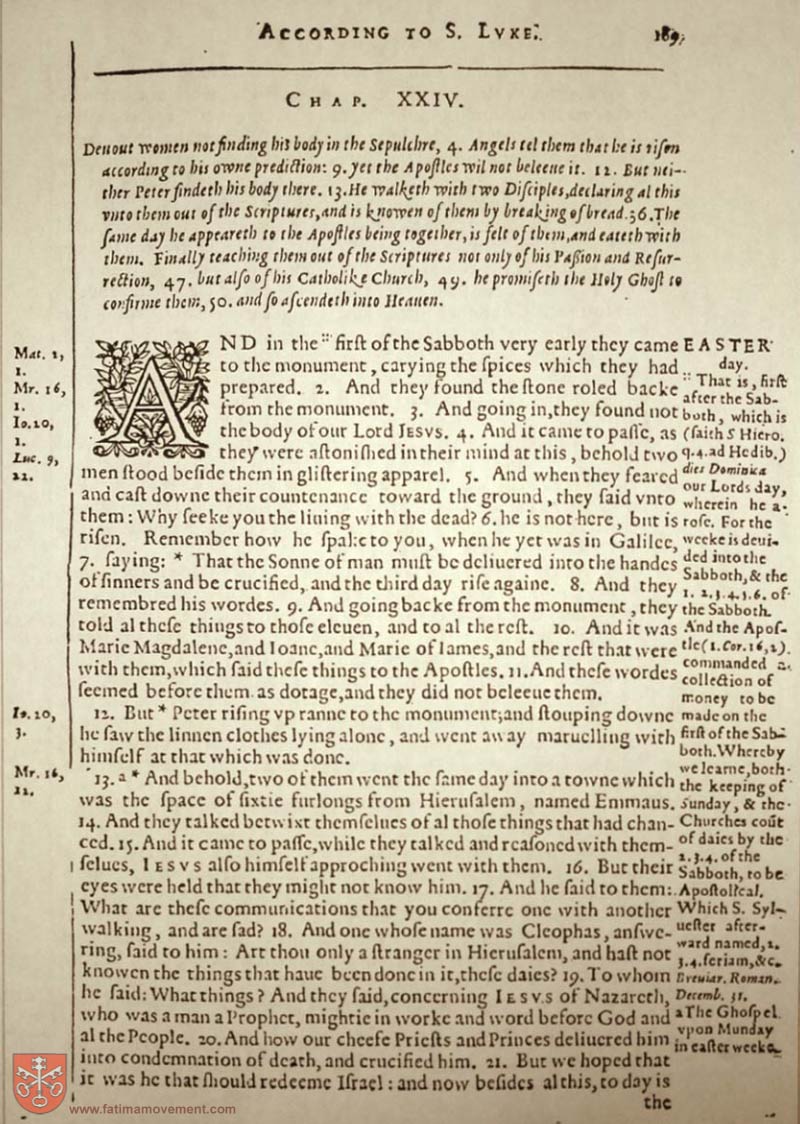 ACCORDING TO S. LVKE.
189.
CHAP. XXIV.
Deuout women not finding his body in the Sepulchre, 4. Angels tel them that he is risen
according to his owne prediction: 9. yet the Apostles wil not beleeue it. 12. But nei-
ther Peter findeth his body there. 13. He walketh with two Disciples, declaring al this
vnto them out of the Scriptures, and is knowen of them by breaking of bread. 36. The
same day he appeareth to the Apostles being together, is felt of them, and eateth with
them. Finally teaching them out of the Scriptures not only of his Passion and Resur-
rection, 47. but also of his Catholike Church, 49. he promiseth the Holy Ghost to
confirme them, 50. and so ascendeth into Heauen.
AND in the :: first of the Sabboth very early they came
to the monument, carying the spices which they had
prepared. 2. And they found the stone roled backe
from the monument. 3. And going in, they found not
the body of our Lord IESVS. 4. And it came to passe, as
they were astonished in their mind at this, behold two
men stood beside them in glistering apparel. 5. And when they feared
and cast downe their countenance toward the ground, they said vnto
them: Why seeke you the liuing with the dead? 6. he is not here, but is
risen. Remember how he spake to you, when he yet was in Galilee,
7. saying: * That the Sonne of man must be deliuered into the handes
of sinners and be crucified, and the third day rise againe. 8. And they
remembred his wordes. 9. And going backe from the monument, they
told al these things to those eleuen, and to al the rest. 10. And it was
Marie Magdalene, and Ioane, and Marie of Iames, and the rest that were
with them, which said these things to the Apostles. 11. And these wordes
seemed before them as dotage, and they did not beleeue them.
12. But * Peter rising vp ranne to the monument; and stouping downe
he saw the linnen clothes lying alone, and went away maruelling with
himself at that which was done.
13. a * And behold, two of them went the same day into a towne which
was the space of sixtie furlongs from Hierusalem, named Emmaus.
14. And they talked betwixt themselues of al those things that had chan-
ced. 15. And it came to passe, while they talked and reasoned with them-
selues, IESVS also himself approching went with them. 16. But their
eyes were held that they might not know him. 17. And he said to them:
What are these communications that you conferre one with another
walking, and are sad? 18. And one whose name was Cleophas, answe-
ring, said to him: Art thou only a stranger in Hierusalem, and hast not
knowen the things that haue been done in it, these daies? 19. To whom
he said: What things? And they said, concerning IESVS of Nazareth,
who was a man a Prophet, mightie in worke and word before God and
al the People. 20. And how our cheefe Priests and Princes deliuered him
into condemnation of death, and crucified him. 21. But we hoped that
it was he that should redeeme Israel: and now besides al this, to day is
the
Mat. 2,
1.
Mr. 16,
1.
Io. 20,
1.
Luc. 9,
22.
Io. 20,
3.
Mr. 16,
12.
EASTER
day.
:: That is, first
after the Sab-
both, which is
(saith S Hiero.
q. 4. ad Hedib.)
dies Dominica
our Lords day,
wherein he a-
rose. For the
weeke is deui-
ded into the
Sabboth, & the
1. 2. 3. 4. 5. 6. of
the Sabboth.
And the Apos-
tle (1. Cor. 16, 2).
commanded a
collection of
money to be
made on the
first of the Sab-
both. Whereby
we learne, both
the keeping of
Sunday, & the
Churches coūt
of daies by the
2. 3. 4. of the
Sabboth, to be
Apostolical,
Which S. Syl-
uester after-
ward named, 2.
3. 4. feriam, &c.
Breuiar. Roman.
Decemb. 31.
a The Ghospel
vpon Munday
in easter weeke.
www.fatimamovement.com